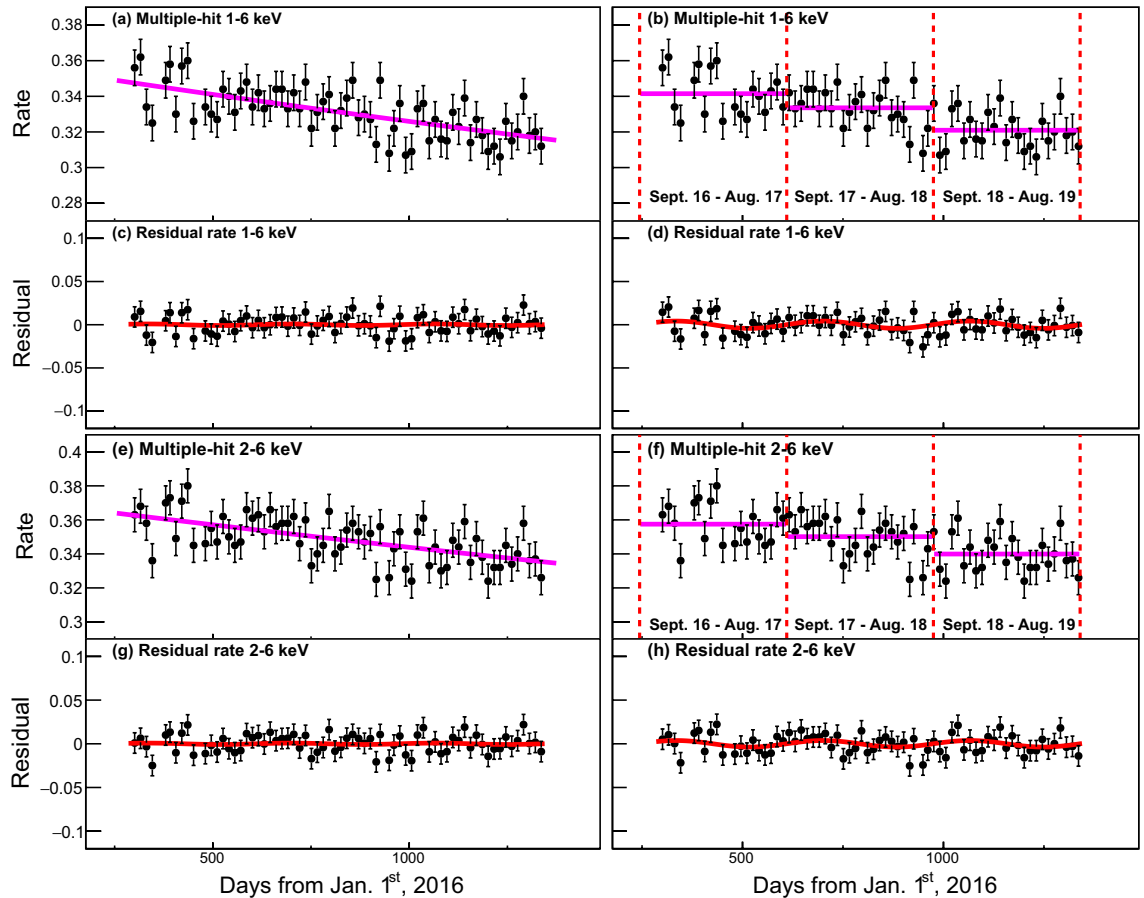 (a) Multiple-hit 1-6 keV
0.38
0.36
0.34
0.32
0.3
0.28
Rate
(b) Multiple-hit 1-6 keV
Sept. 16 - Aug. 17
Sept. 17 - Aug. 18
Sept. 18 - Aug. 19
(c) Residual rate 1-6 keV
0.1
0.05
0
−0.05
−0.1
Residual
(d) Residual rate 1-6 keV
(e) Multiple-hit 2-6 keV
0.4
0.38
0.36
0.34
0.32
0.3
Rate
(f) Multiple-hit 2-6 keV
Sept. 16 - Aug. 17
Sept. 17 - Aug. 18
Sept. 18 - Aug. 19
(g) Residual rate 2-6 keV
0.1
0.05
0
−0.05
−0.1
Residual
(h) Residual rate 2-6 keV
500 1000
500 1000
Days from Jan. 1st, 2016
Days from Jan. 1st, 2016